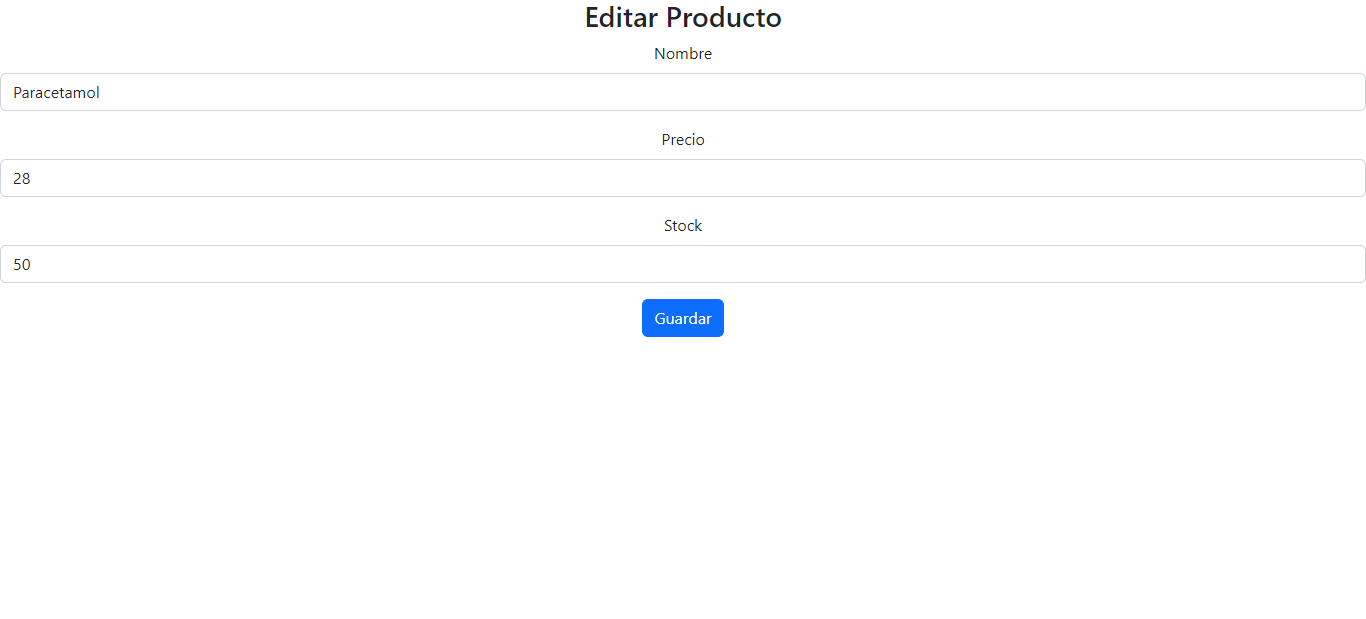 Editar Producto
Nombre
Paracetamol
Precio
28
Stock
50
Guardar